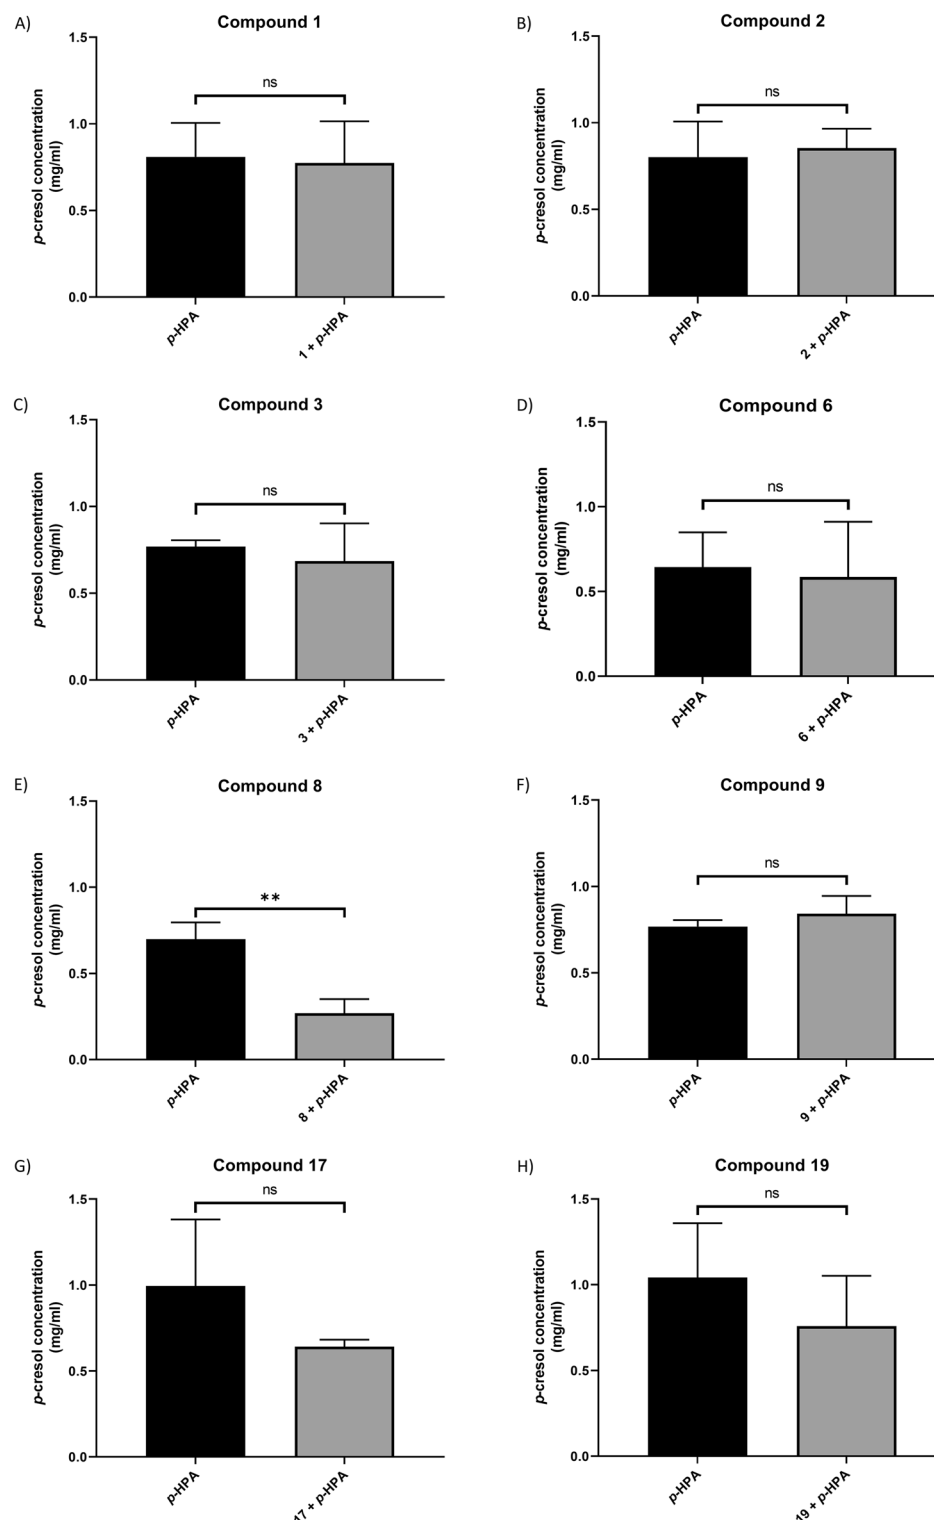 A)
Compound 1
p-cresol concentration
(mg/ml)
1.5
1.0
0.5
0.0
ns
p-HPA
1 + p-HPA
B)
Compound 2
p-cresol concentration
(mg/ml)
1.5
1.0
0.5
0.0
ns
p-HPA
2 + p-HPA
C)
Compound 3
p-cresol concentration
(mg/ml)
1.5
1.0
0.5
0.0
ns
p-HPA
3 + p-HPA
D)
Compound 6
p-cresol concentration
(mg/ml)
1.5
1.0
0.5
0.0
ns
p-HPA
6 + p-HPA
E)
Compound 8
p-cresol concentration
(mg/ml)
1.5
1.0
0.5
0.0
**
p-HPA
8 + p-HPA
F)
Compound 9
p-cresol concentration
(mg/ml)
1.5
1.0
0.5
0.0
ns
p-HPA
9 + p-HPA
G)
Compound 17
p-cresol concentration
(mg/ml)
1.5
1.0
0.5
0.0
ns
p-HPA
17 + p-HPA
H)
Compound 19
p-cresol concentration
(mg/ml)
1.5
1.0
0.5
0.0
ns
p-HPA
19 + p-HPA